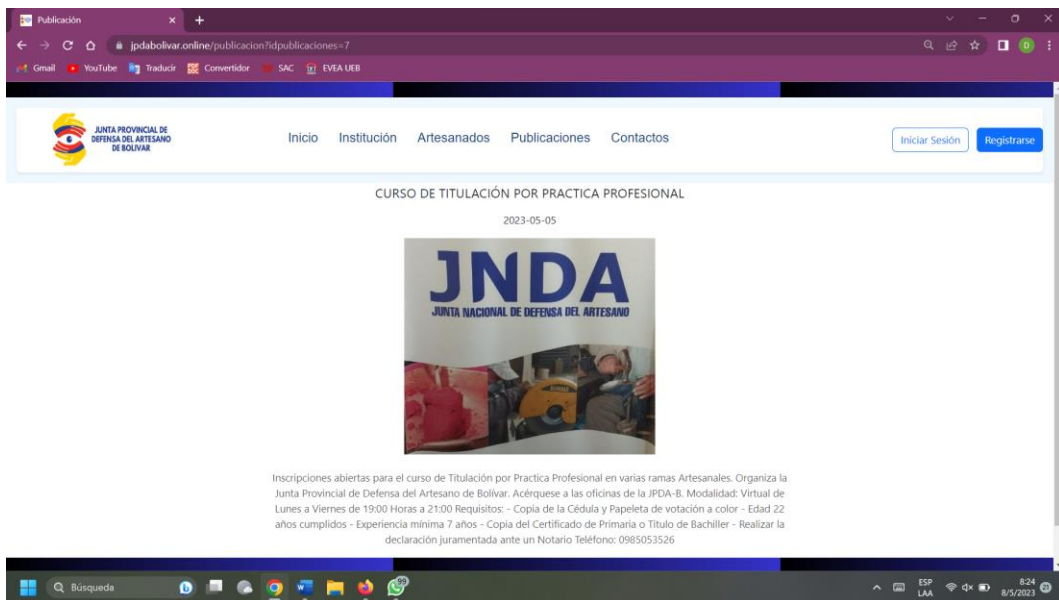 Publicación
jpdabolivar.online/publicacion?idpublicaciones=7
D
Gmail YouTube Traducir Convertidor SAC EVEA UEB
JUNTA PROVINCIAL DE
DEFENSA DEL ARTESANO
DE BOLIVAR
Inicio Institución Artesanados Publicaciones Contactos
Iniciar Sesión Registrarse
CURSO DE TITULACIÓN POR PRACTICA PROFESIONAL
2023-05-05
JNDA
JUNTA NACIONAL DE DEFENSA DEL ARTESANO
Inscripciones abiertas para el curso de Titulación por Practica Profesional en varias ramas Artesanales. Organiza la
Junta Provincial de Defensa del Artesano de Bolívar. Acérquese a las oficinas de la JPDA-B. Modalidad: Virtual de
Lunes a Viernes de 19:00 Horas a 21:00 Requisitos: - Copia de la Cédula y Papeleta de votación a color - Edad 22
años cumplidos - Experiencia mínima 7 años - Copia del Certificado de Primaria o Titulo de Bachiller - Realizar la
declaración juramentada ante un Notario Teléfono: 0985053526
Búsqueda
99
ESP
LAA
8:24
8/5/2023